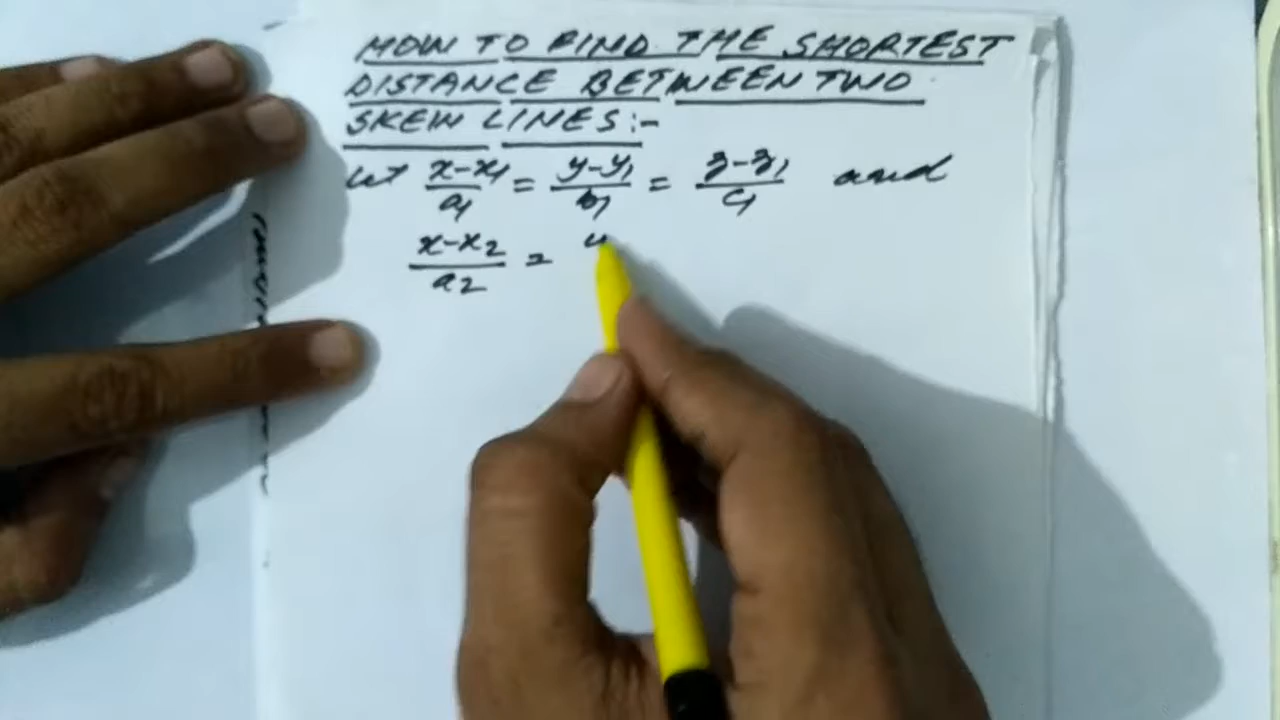 HOW TO FIND THE SHORTEST
DISTANCE BETWEEN TWO
SKEW LINES:-
let (x-x₁)/a₁ = (y-y₁)/b₁ = (z-z₁)/c₁ and
(x-x₂)/a₂ = y